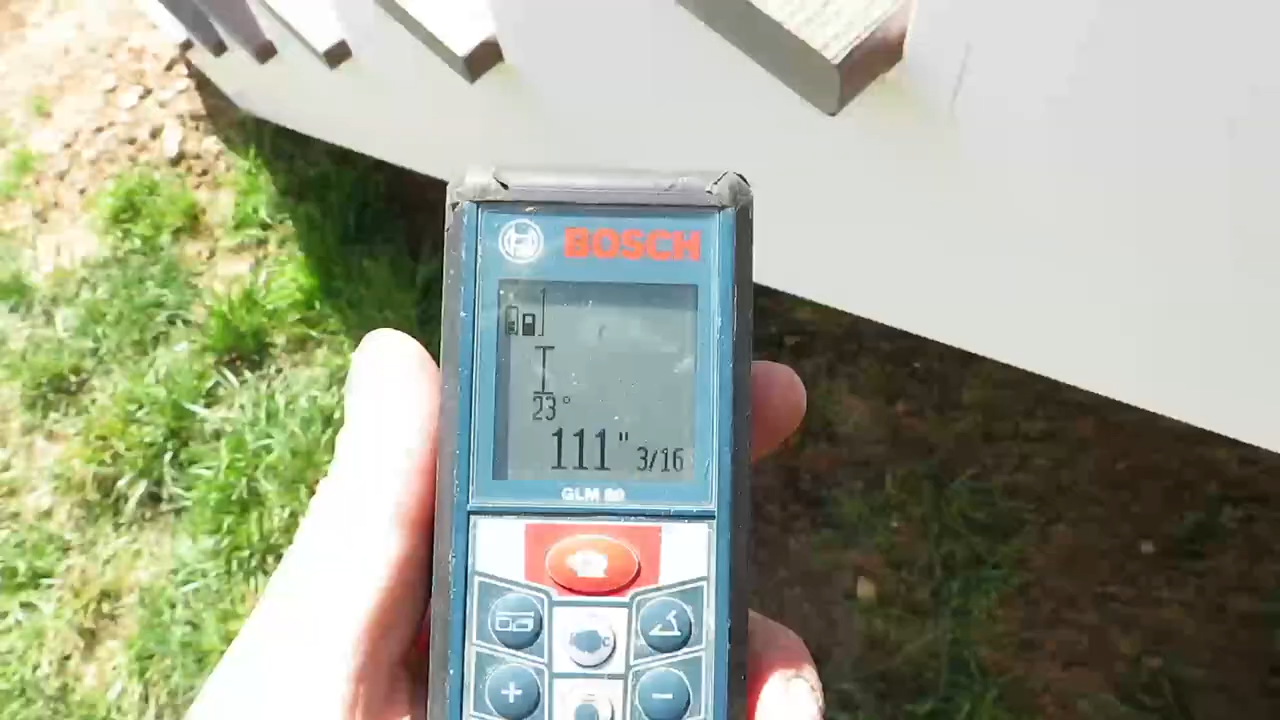 BOSCH
23°
111" 3/16
GLM 80
+
−